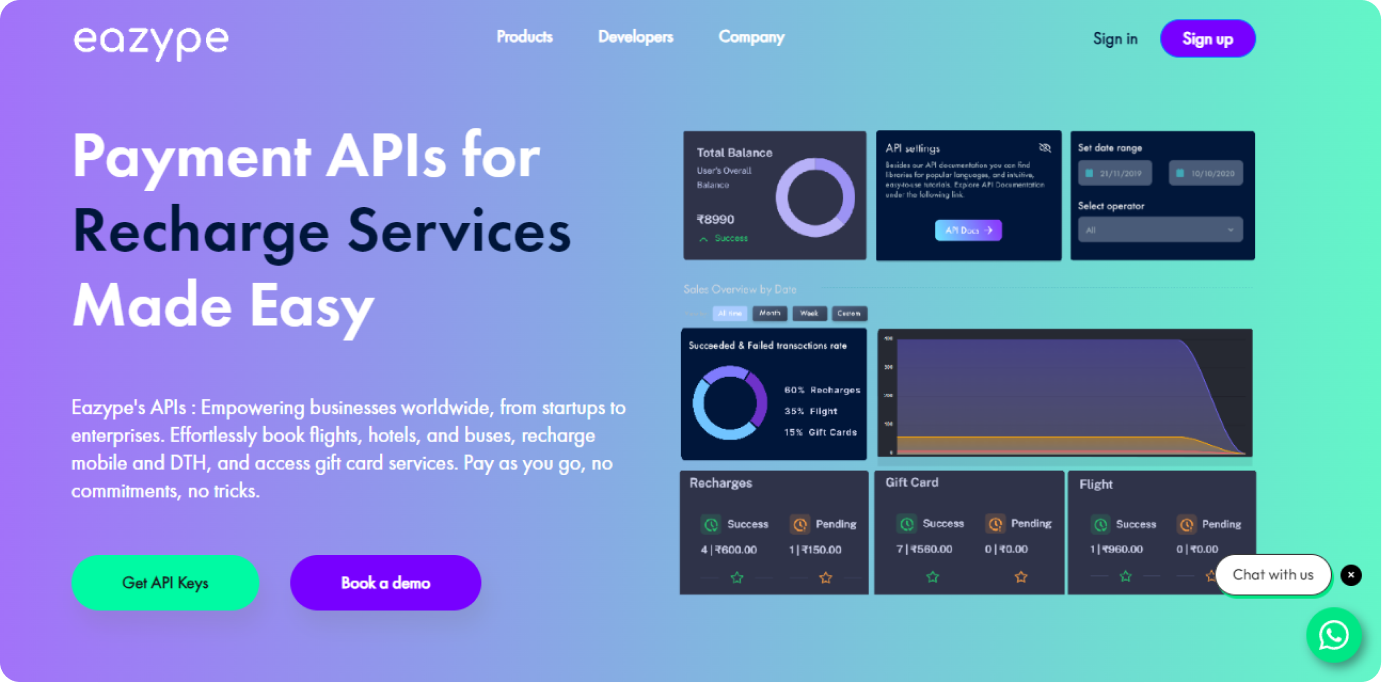 eazype
Products
Developers
Company
Sign in
Sign up
Payment APIs for
Recharge Services
Made Easy
Eazype's APIs : Empowering businesses worldwide, from startups to
enterprises. Effortlessly book flights, hotels, and buses, recharge
mobile and DTH, and access gift card services. Pay as you go, no
commitments, no tricks.
Get API Keys
Book a demo
Total Balance
User's Overall
Balance
₹8990
Success
API settings
Besides our API documentation you can find
libraries for popular languages, and intuitive,
easy-to-use tutorials. Explore API Documentation
under the following link.
API Docs
Set date range
21/11/2019
10/10/2020
Select operator
All
Sales Overview by Date
All time
Month
Week
Custom
Succeeded & Failed transactions rate
60% Recharges
35% Flight
15% Gift Cards
400
300
200
100
0
Recharges
Success
Pending
4|₹600.00
1|₹150.00
Gift Card
Success
Pending
7|₹560.00
0|₹0.00
Flight
Success
Pending
1|₹960.00
0|₹0.00
Chat with us